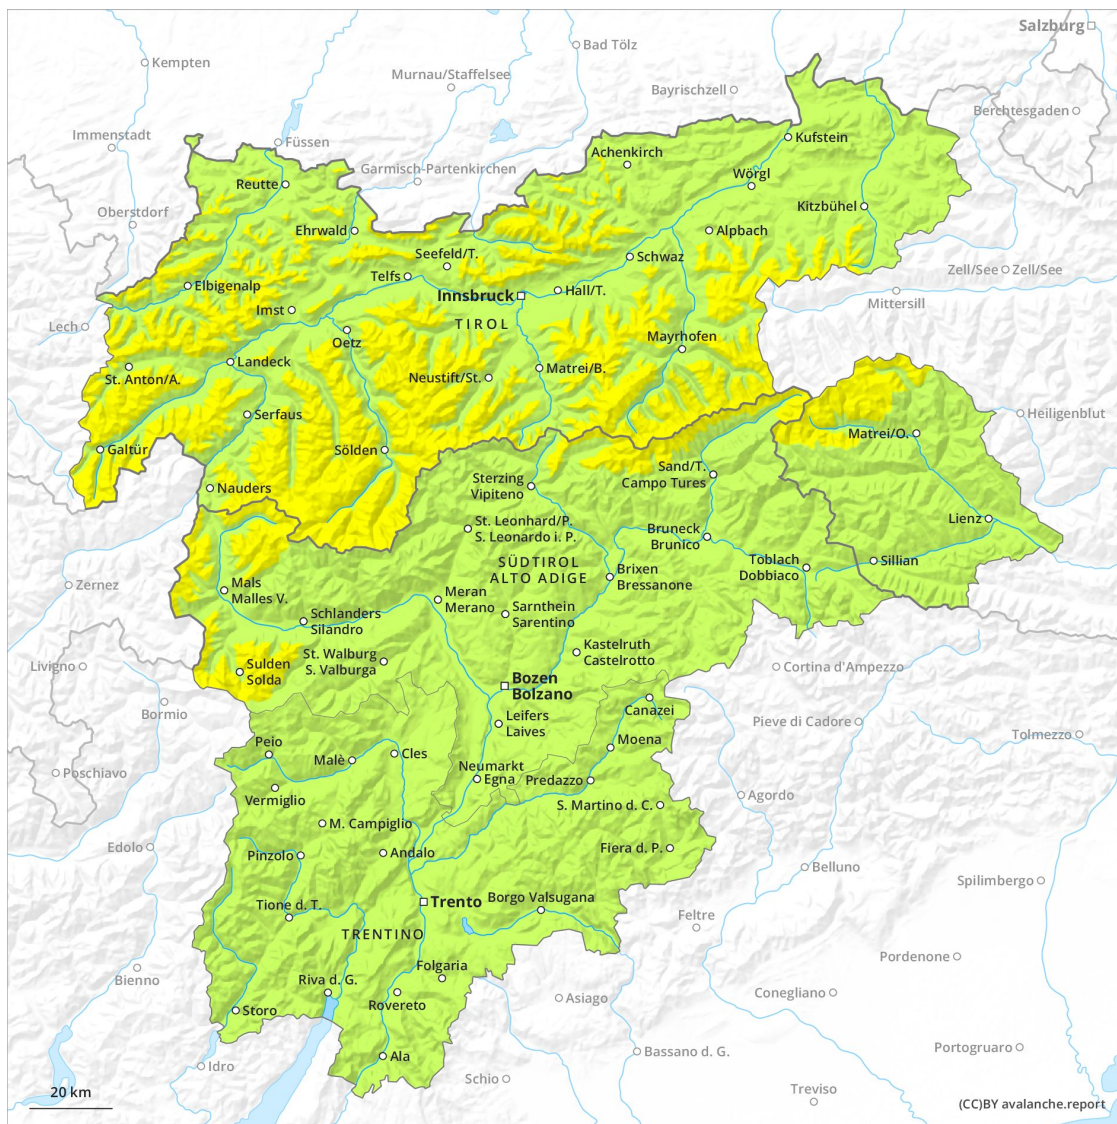 Salzburg
Bad Tölz
Kempten
Murnau/Staffelsee
Bayrischzell
Berchtesgaden
Immenstadt
Füssen
Kufstein
Achenkirch
Garmisch-Partenkirchen
Wörgl
Reutte
Oberstdorf
Kitzbühel
Ehrwald
Alpbach
Seefeld/T.
Schwaz
Zell/See
Zell/See
Telfs
Elbigenalp
Hall/T.
Innsbruck
Mittersill
Imst
TIROL
Lech
Oetz
Mayrhofen
Landeck
Matrei/B.
St. Anton/A.
Neustift/St.
Serfaus
Heiligenblut
Matrei/O.
Galtür
Sölden
Sand/T.
Campo Tures
Sterzing
Vipiteno
Nauders
Lienz
St. Leonhard/P.
S. Leonardo i. P.
Bruneck
Brunico
SÜDTIROL
ALTO ADIGE
Toblach
Dobbiaco
Sillian
Brixen
Bressanone
Zernez
Mals
Malles V.
Meran
Merano
Sarnthein
Sarentino
Schlanders
Silandro
Kastelruth
Castelrotto
St. Walburg
S. Valburga
Livigno
Sulden
Solda
Cortina d'Ampezzo
Bozen
Bolzano
Bormio
Canazei
Leifers
Laives
Pieve di Cadore
Tolmezzo
Peio
Moena
Cles
Malè
Poschiavo
Neumarkt
Egna
Predazzo
Vermiglio
Agordo
S. Martino d. C.
M. Campiglio
Edolo
Pinzolo
Andalo
Fiera d. P.
Belluno
Spilimbergo
Borgo Valsugana
Trento
Tione d. T.
Feltre
TRENTINO
Pordenone
Folgaria
Bienno
Riva d. G.
Conegliano
Asiago
Rovereto
Storo
Portogruaro
Bassano d. G.
Ala
Idro
Schio
Treviso
20 km
(CC)BY avalanche.report